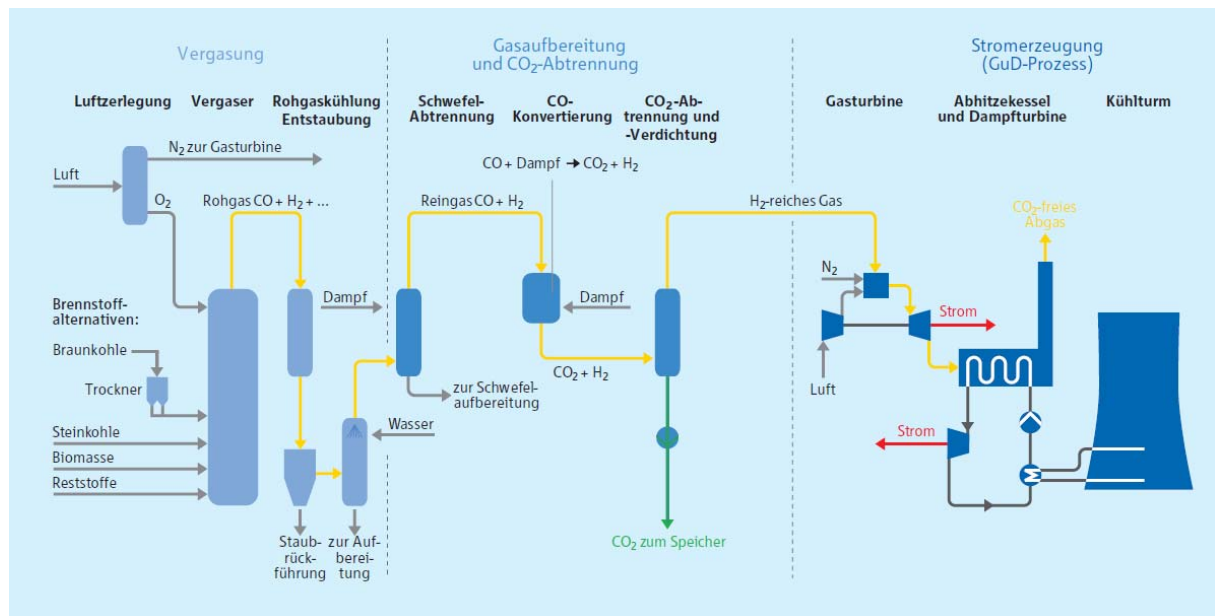 Vergasung
Gasaufbereitung
und CO₂-Abtrennung
Stromerzeugung
(GuD-Prozess)
Luftzerlegung
Vergaser
Rohgaskühlung
Entstaubung
Schwefel-
Abtrennung
CO-
Konvertierung
CO₂-Ab-
trennung und
-Verdichtung
Gasturbine
Abhitzekessel
und Dampfturbine
Kühlturm
N₂ zur Gasturbine
CO + Dampf → CO₂ + H₂
Luft
O₂
Rohgas CO + H₂ + ...
Reingas CO + H₂
H₂-reiches Gas
CO₂-freies
Abgas
N₂
Dampf
Dampf
Brennstoff-
alternativen:
Strom
Braunkohle
CO₂ + H₂
Luft
Trockner
zur Schwefel-
aufbereitung
Wasser
Strom
Steinkohle
Biomasse
Reststoffe
Staub-
rück-
führung
zur Auf-
berei-
tung
CO₂ zum Speicher